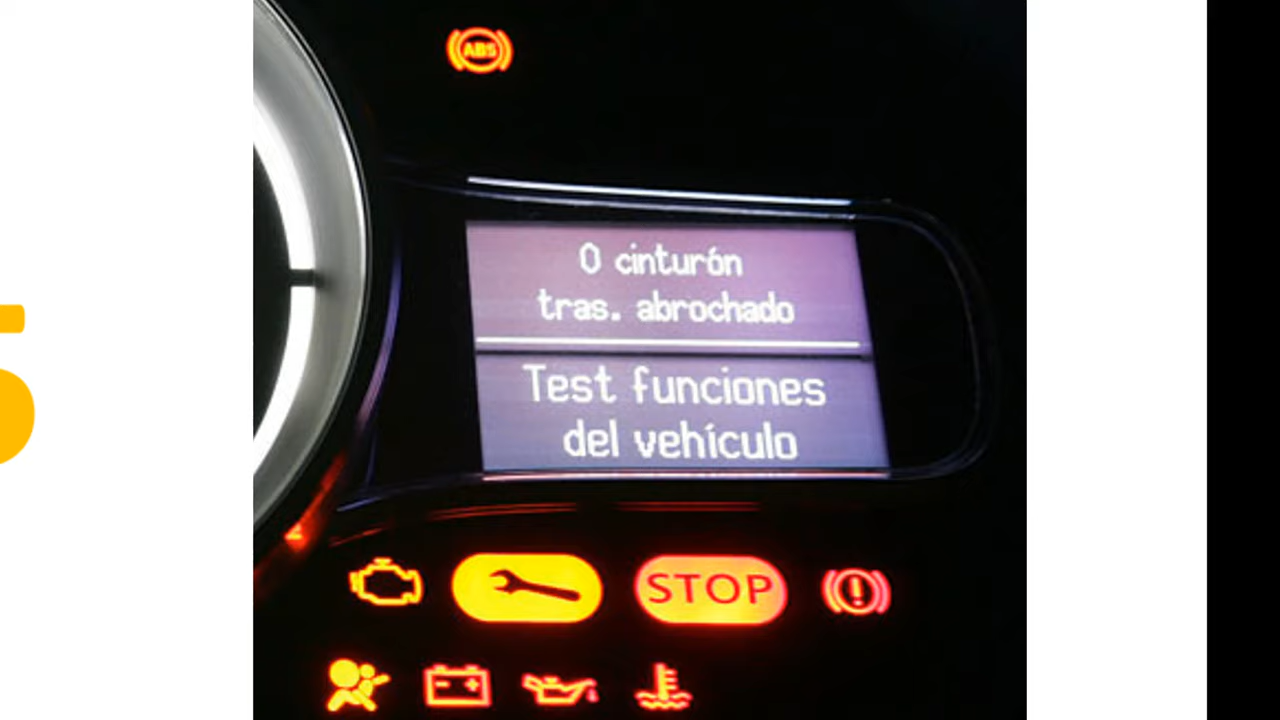 ABS
0 cinturón
tras. abrochado
Test funciones
del vehículo
STOP